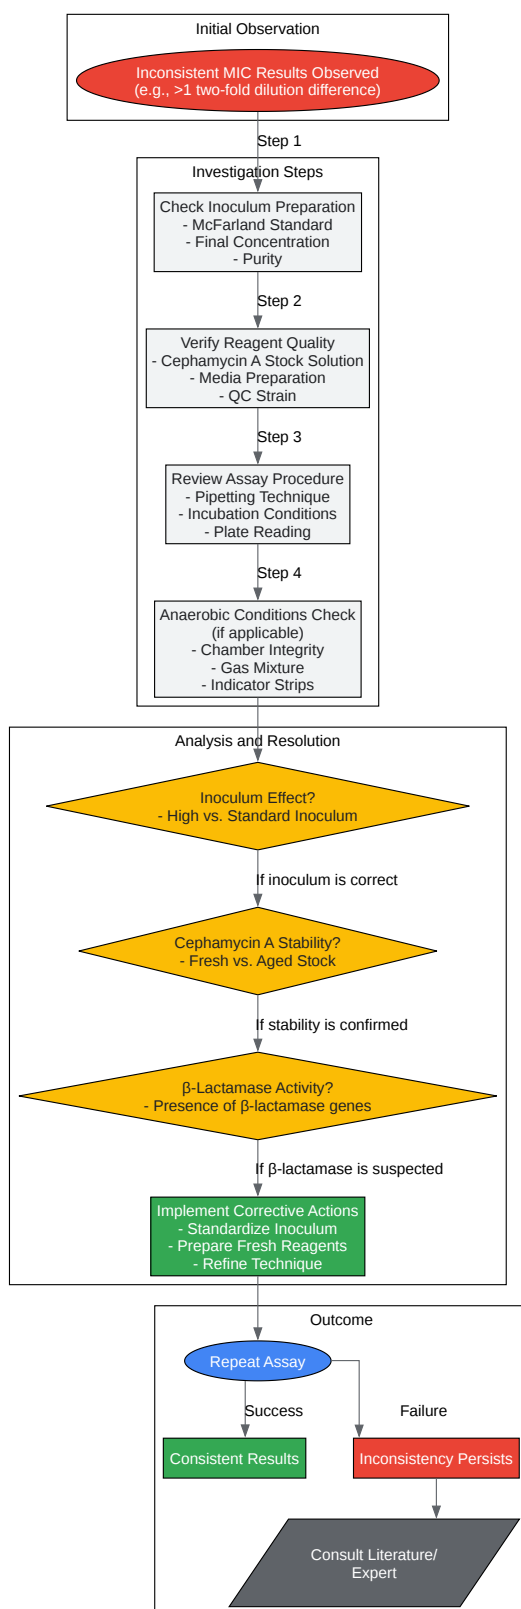 Initial Observation
Inconsistent MIC Results Observed
(e.g., >1 two-fold dilution difference)
Step 1
Investigation Steps
Check Inoculum Preparation
- McFarland Standard
- Final Concentration
- Purity
Step 2
Verify Reagent Quality
- Cephamycin A Stock Solution
- Media Preparation
- QC Strain
Step 3
Review Assay Procedure
- Pipetting Technique
- Incubation Conditions
- Plate Reading
Step 4
Anaerobic Conditions Check
(if applicable)
- Chamber Integrity
- Gas Mixture
- Indicator Strips
Analysis and Resolution
Inoculum Effect?
- High vs. Standard Inoculum
If inoculum is correct
Cephamycin A Stability?
- Fresh vs. Aged Stock
If stability is confirmed
β-Lactamase Activity?
- Presence of β-lactamase genes
If β-lactamase is suspected
Implement Corrective Actions
- Standardize Inoculum
- Prepare Fresh Reagents
- Refine Technique
Outcome
Repeat Assay
Success
Failure
Consistent Results
Inconsistency Persists
Consult Literature/
Expert